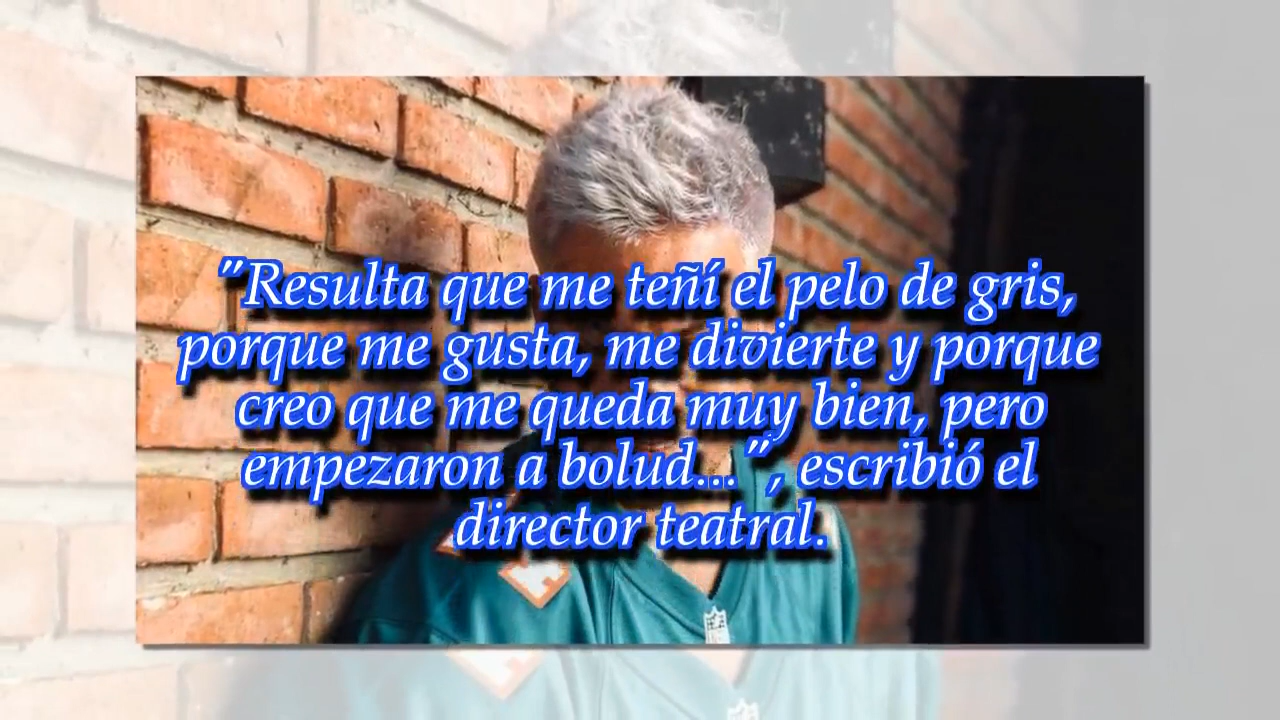 "Resulta que me teñí el pelo de gris,
porque me gusta, me divierte y porque
creo que me queda muy bien, pero
empezaron a bolud...", escribió el
director teatral.